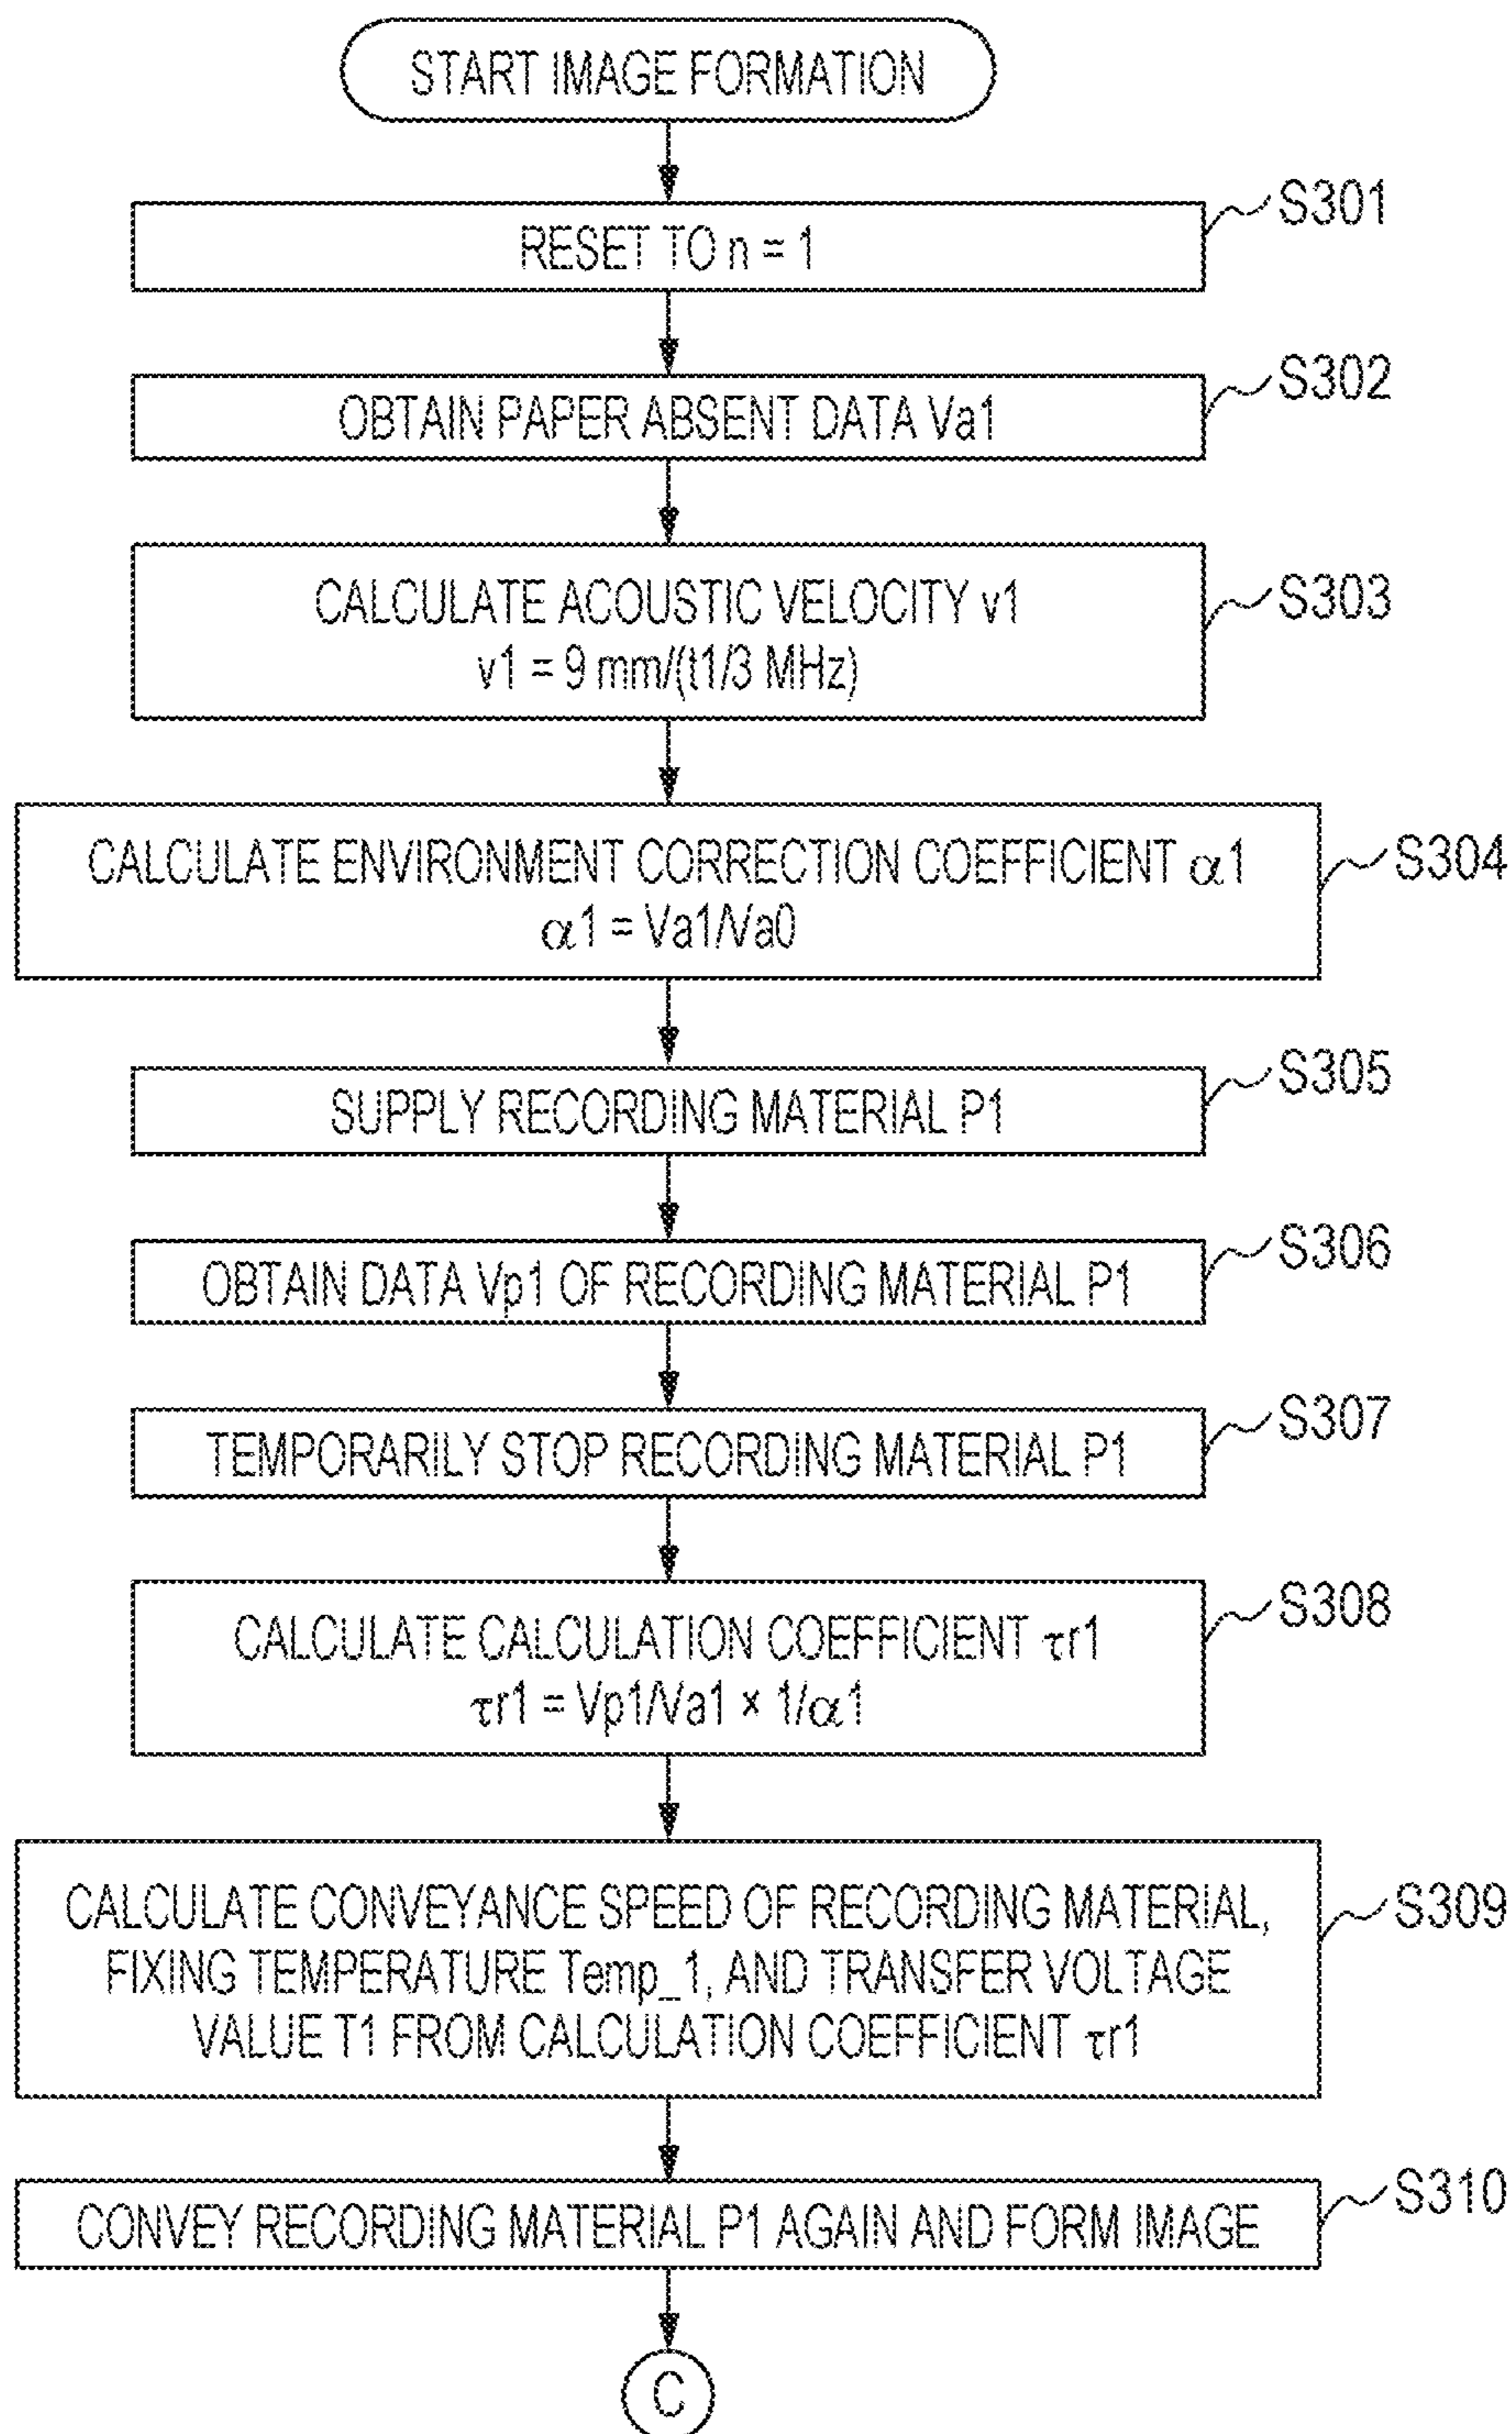 START IMAGE FORMATION
S301
RESET TO n = 1
S302
OBTAIN PAPER ABSENT DATA Va1
S303
CALCULATE ACOUSTIC VELOCITY v1
v1 = 9 mm/(t1/3 MHz)
S304
CALCULATE ENVIRONMENT CORRECTION COEFFICIENT α1
α1 = Va1/Va0
S305
SUPPLY RECORDING MATERIAL P1
S306
OBTAIN DATA Vp1 OF RECORDING MATERIAL P1
S307
TEMPORARILY STOP RECORDING MATERIAL P1
S308
CALCULATE CALCULATION COEFFICIENT τr1
τr1 = Vp1/Va1 × 1/α1
S309
CALCULATE CONVEYANCE SPEED OF RECORDING MATERIAL,
FIXING TEMPERATURE Temp_1, AND TRANSFER VOLTAGE
VALUE T1 FROM CALCULATION COEFFICIENT τr1
S310
CONVEY RECORDING MATERIAL P1 AGAIN AND FORM IMAGE
C